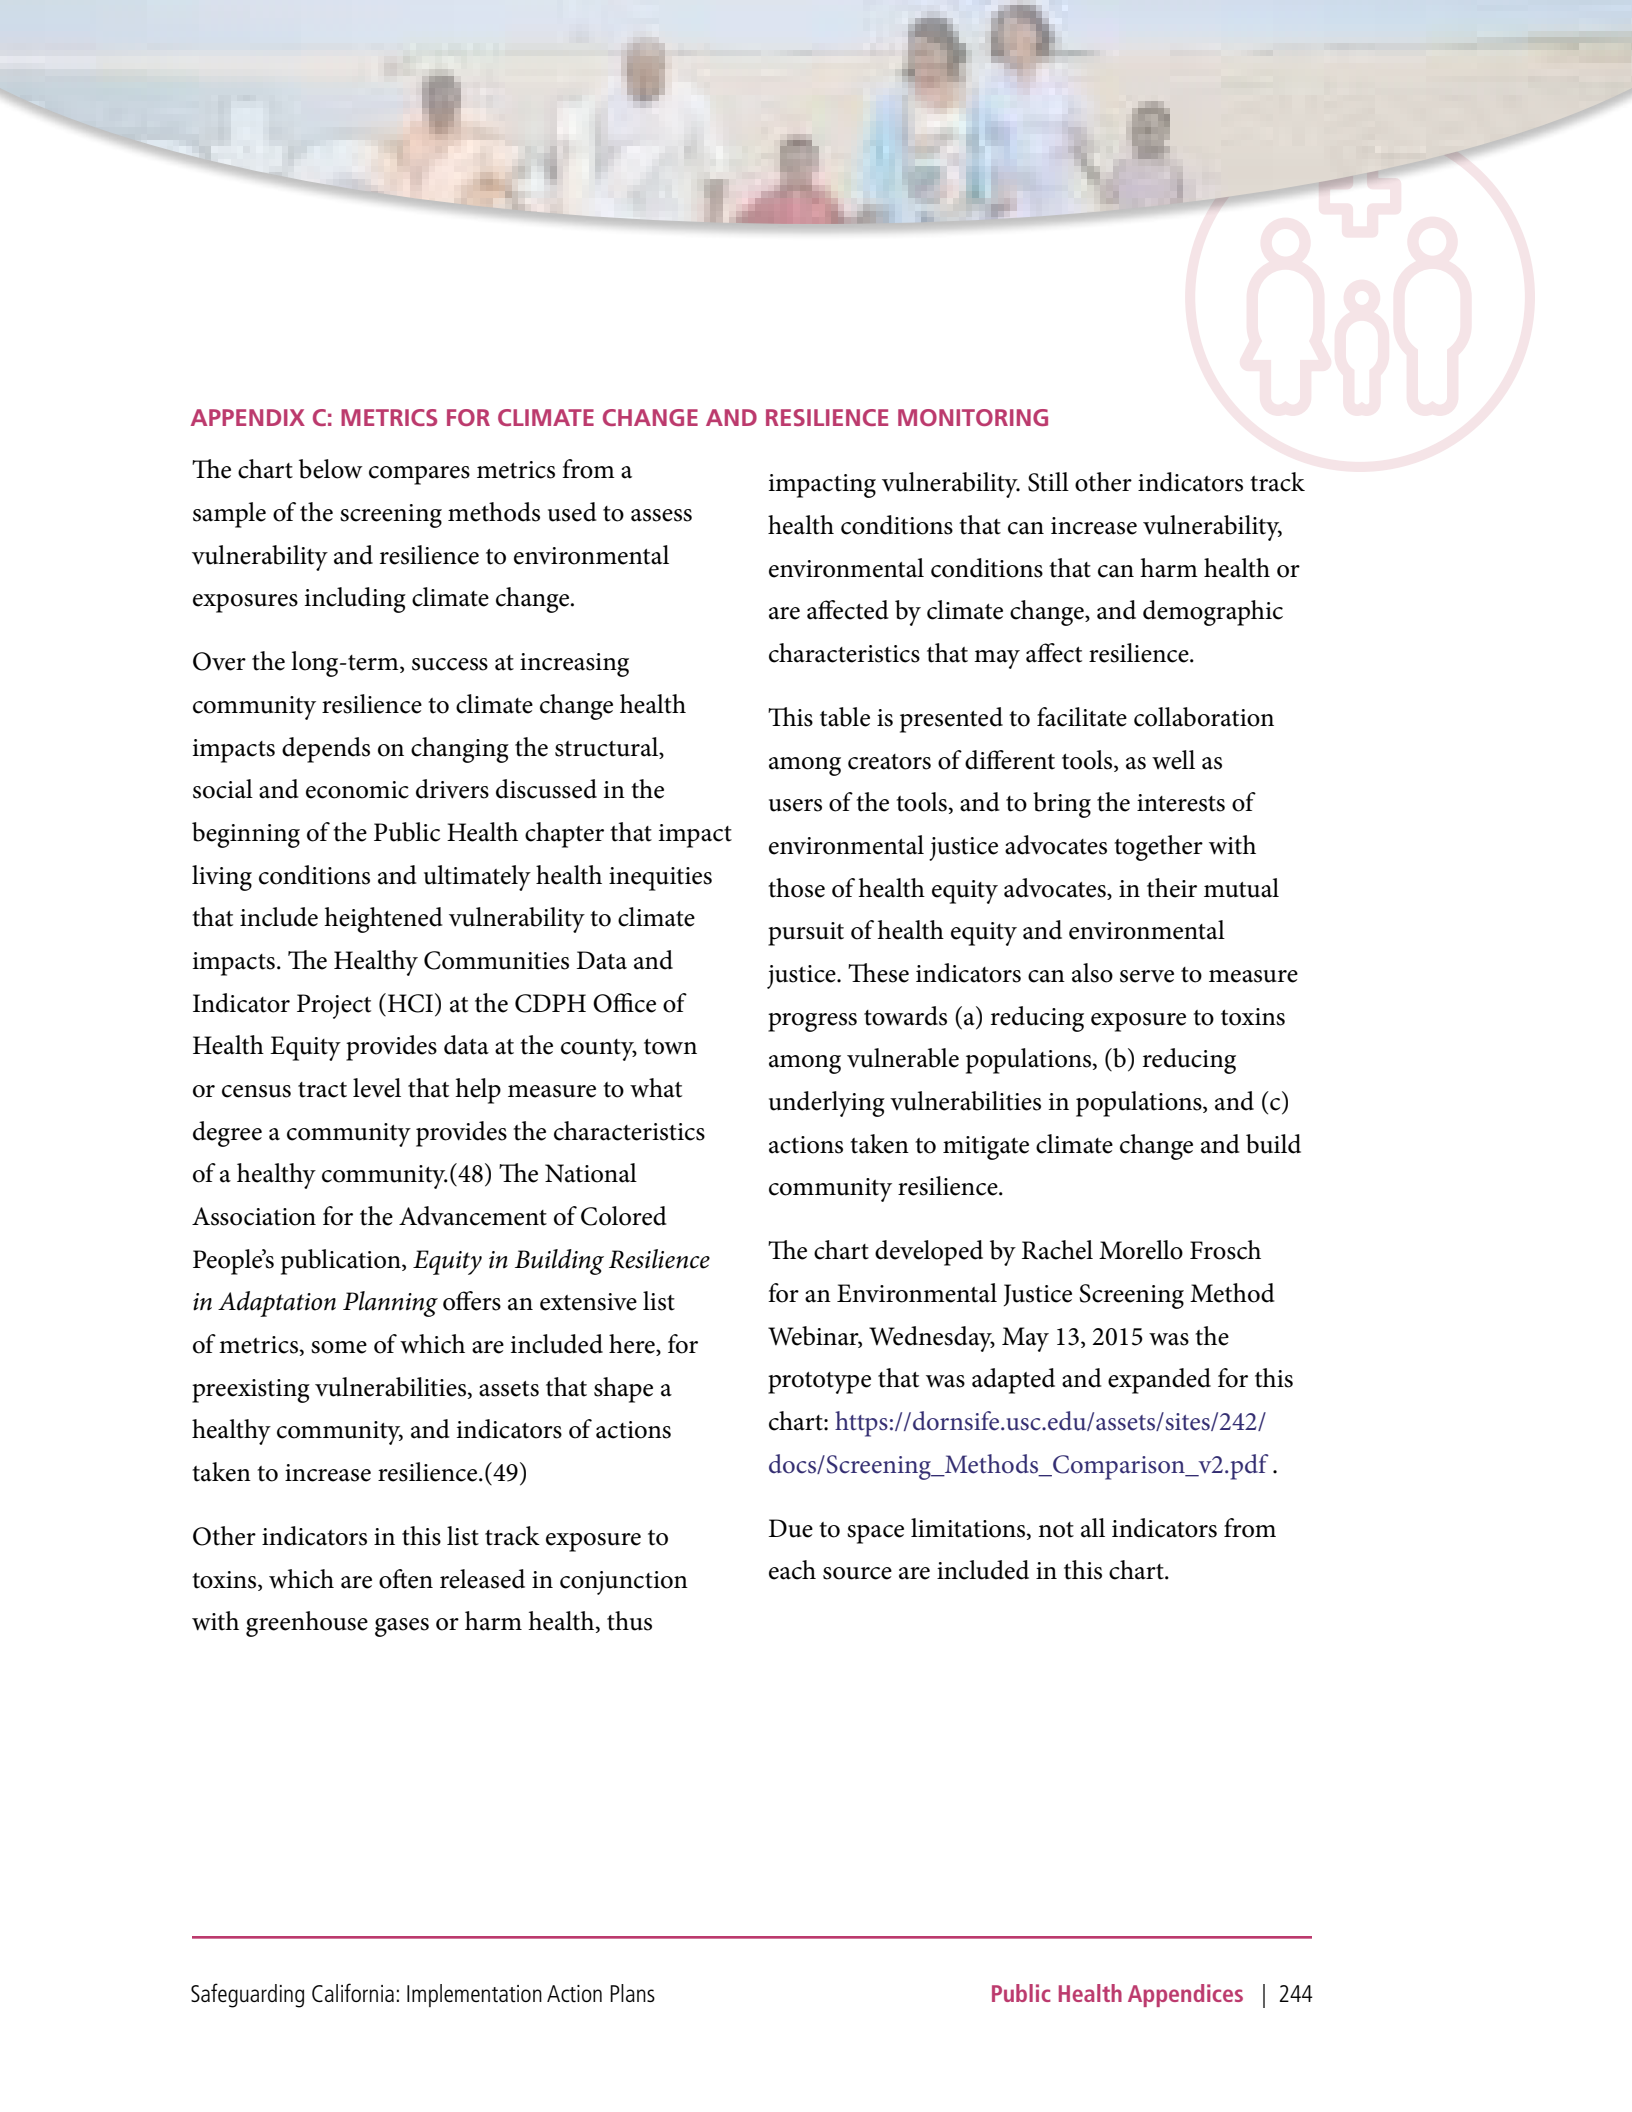 APPENDIX C: METRICS FOR CLIMATE CHANGE AND RESILIENCE MONITORING
The chart below compares metrics from a
sample of the screening methods used to assess
vulnerability and resilience to environmental
exposures including climate change.
Over the long-term, success at increasing
community resilience to climate change health
impacts depends on changing the structural,
social and economic drivers discussed in the
beginning of the Public Health chapter that impact
living conditions and ultimately health inequities
that include heightened vulnerability to climate
impacts. The Healthy Communities Data and
Indicator Project (HCI) at the CDPH Office of
Health Equity provides data at the county, town
or census tract level that help measure to what
degree a community provides the characteristics
of a healthy community.(48) The National
Association for the Advancement of Colored
People’s publication, Equity in Building Resilience
in Adaptation Planning offers an extensive list
of metrics, some of which are included here, for
preexisting vulnerabilities, assets that shape a
healthy community, and indicators of actions
taken to increase resilience.(49)
Other indicators in this list track exposure to
toxins, which are often released in conjunction
with greenhouse gases or harm health, thus
impacting vulnerability. Still other indicators track
health conditions that can increase vulnerability,
environmental conditions that can harm health or
are affected by climate change, and demographic
characteristics that may affect resilience.
This table is presented to facilitate collaboration
among creators of different tools, as well as
users of the tools, and to bring the interests of
environmental justice advocates together with
those of health equity advocates, in their mutual
pursuit of health equity and environmental
justice. These indicators can also serve to measure
progress towards (a) reducing exposure to toxins
among vulnerable populations, (b) reducing
underlying vulnerabilities in populations, and (c)
actions taken to mitigate climate change and build
community resilience.
The chart developed by Rachel Morello Frosch
for an Environmental Justice Screening Method
Webinar, Wednesday, May 13, 2015 was the
prototype that was adapted and expanded for this
chart: https://dornsife.usc.edu/assets/sites/242/
docs/Screening_Methods_Comparison_v2.pdf .
Due to space limitations, not all indicators from
each source are included in this chart.
Safeguarding California: Implementation Action Plans
Public Health Appendices | 244